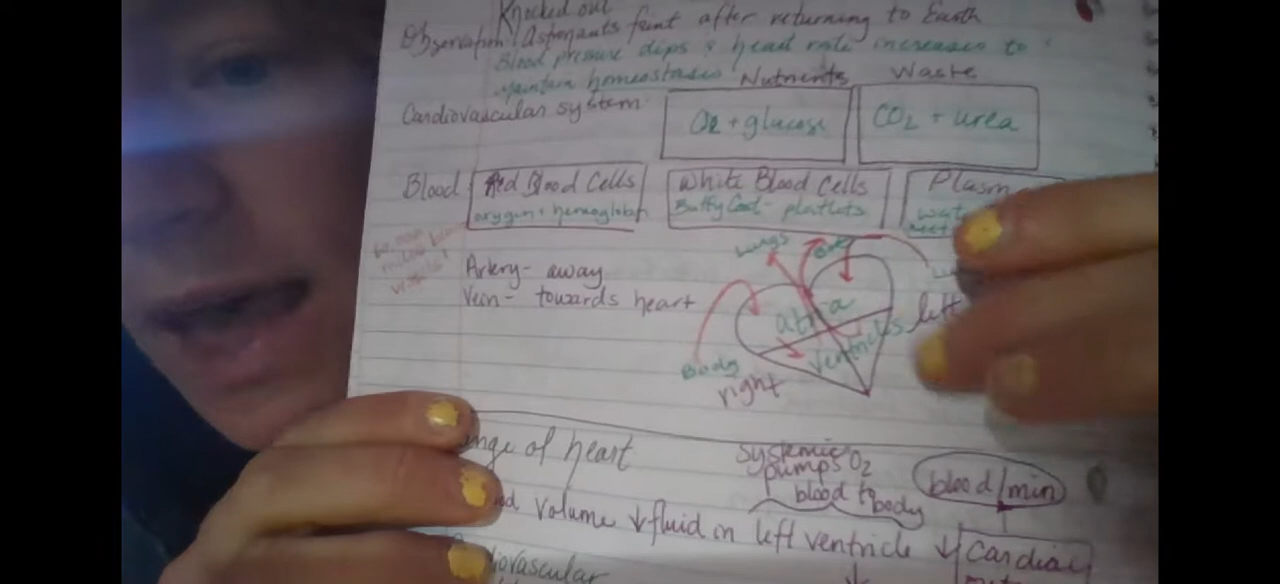 Knocked out
Observation Astronants faint after returning to Earth
Blood pressure dips & heart rate increases to
maintain homeostasis
Nutrients Waste
Cardiovascular system
O2 + glucose CO2 + urea
Blood Red Blood Cells White Blood Cells Plasm
oxygen + hemoglobin Buffy Coat - platlets wat
Lungs
Artery - away
Vein - towards heart
atria
ventricles left
Body
right
nge of heart
systemic
pumps O2
blood to body
blood/min
volume ↓ fluid in left ventricle ↓ Cardiac
ovascular